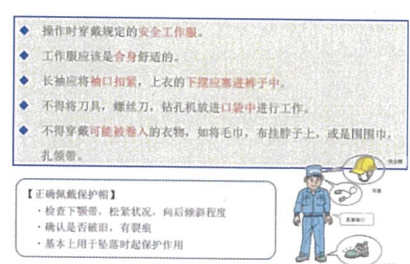 操作时穿戴规定的安全工作服。
工作服应该是合身舒适的。
长袖应将袖口扣紧，上衣的下摆应塞进裤子中。
不得将刀具，螺丝刀，钻孔机放进口袋中进行工作。
不得穿戴可能被卷入的衣物，如将毛巾，布挂脖子上，或是围围巾，
扎领带。
【正确佩戴保护帽】
・检查下颚带，松紧状况，向后倾斜程度
・确认是否破旧，有裂痕
・基本上用于坠落时起保护作用
安全帽